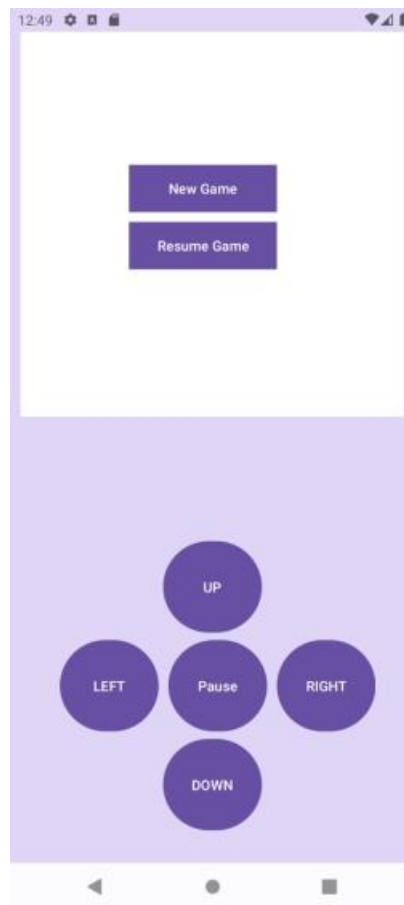 12:49
New Game
Resume Game
UP
LEFT Pause RIGHT
DOWN